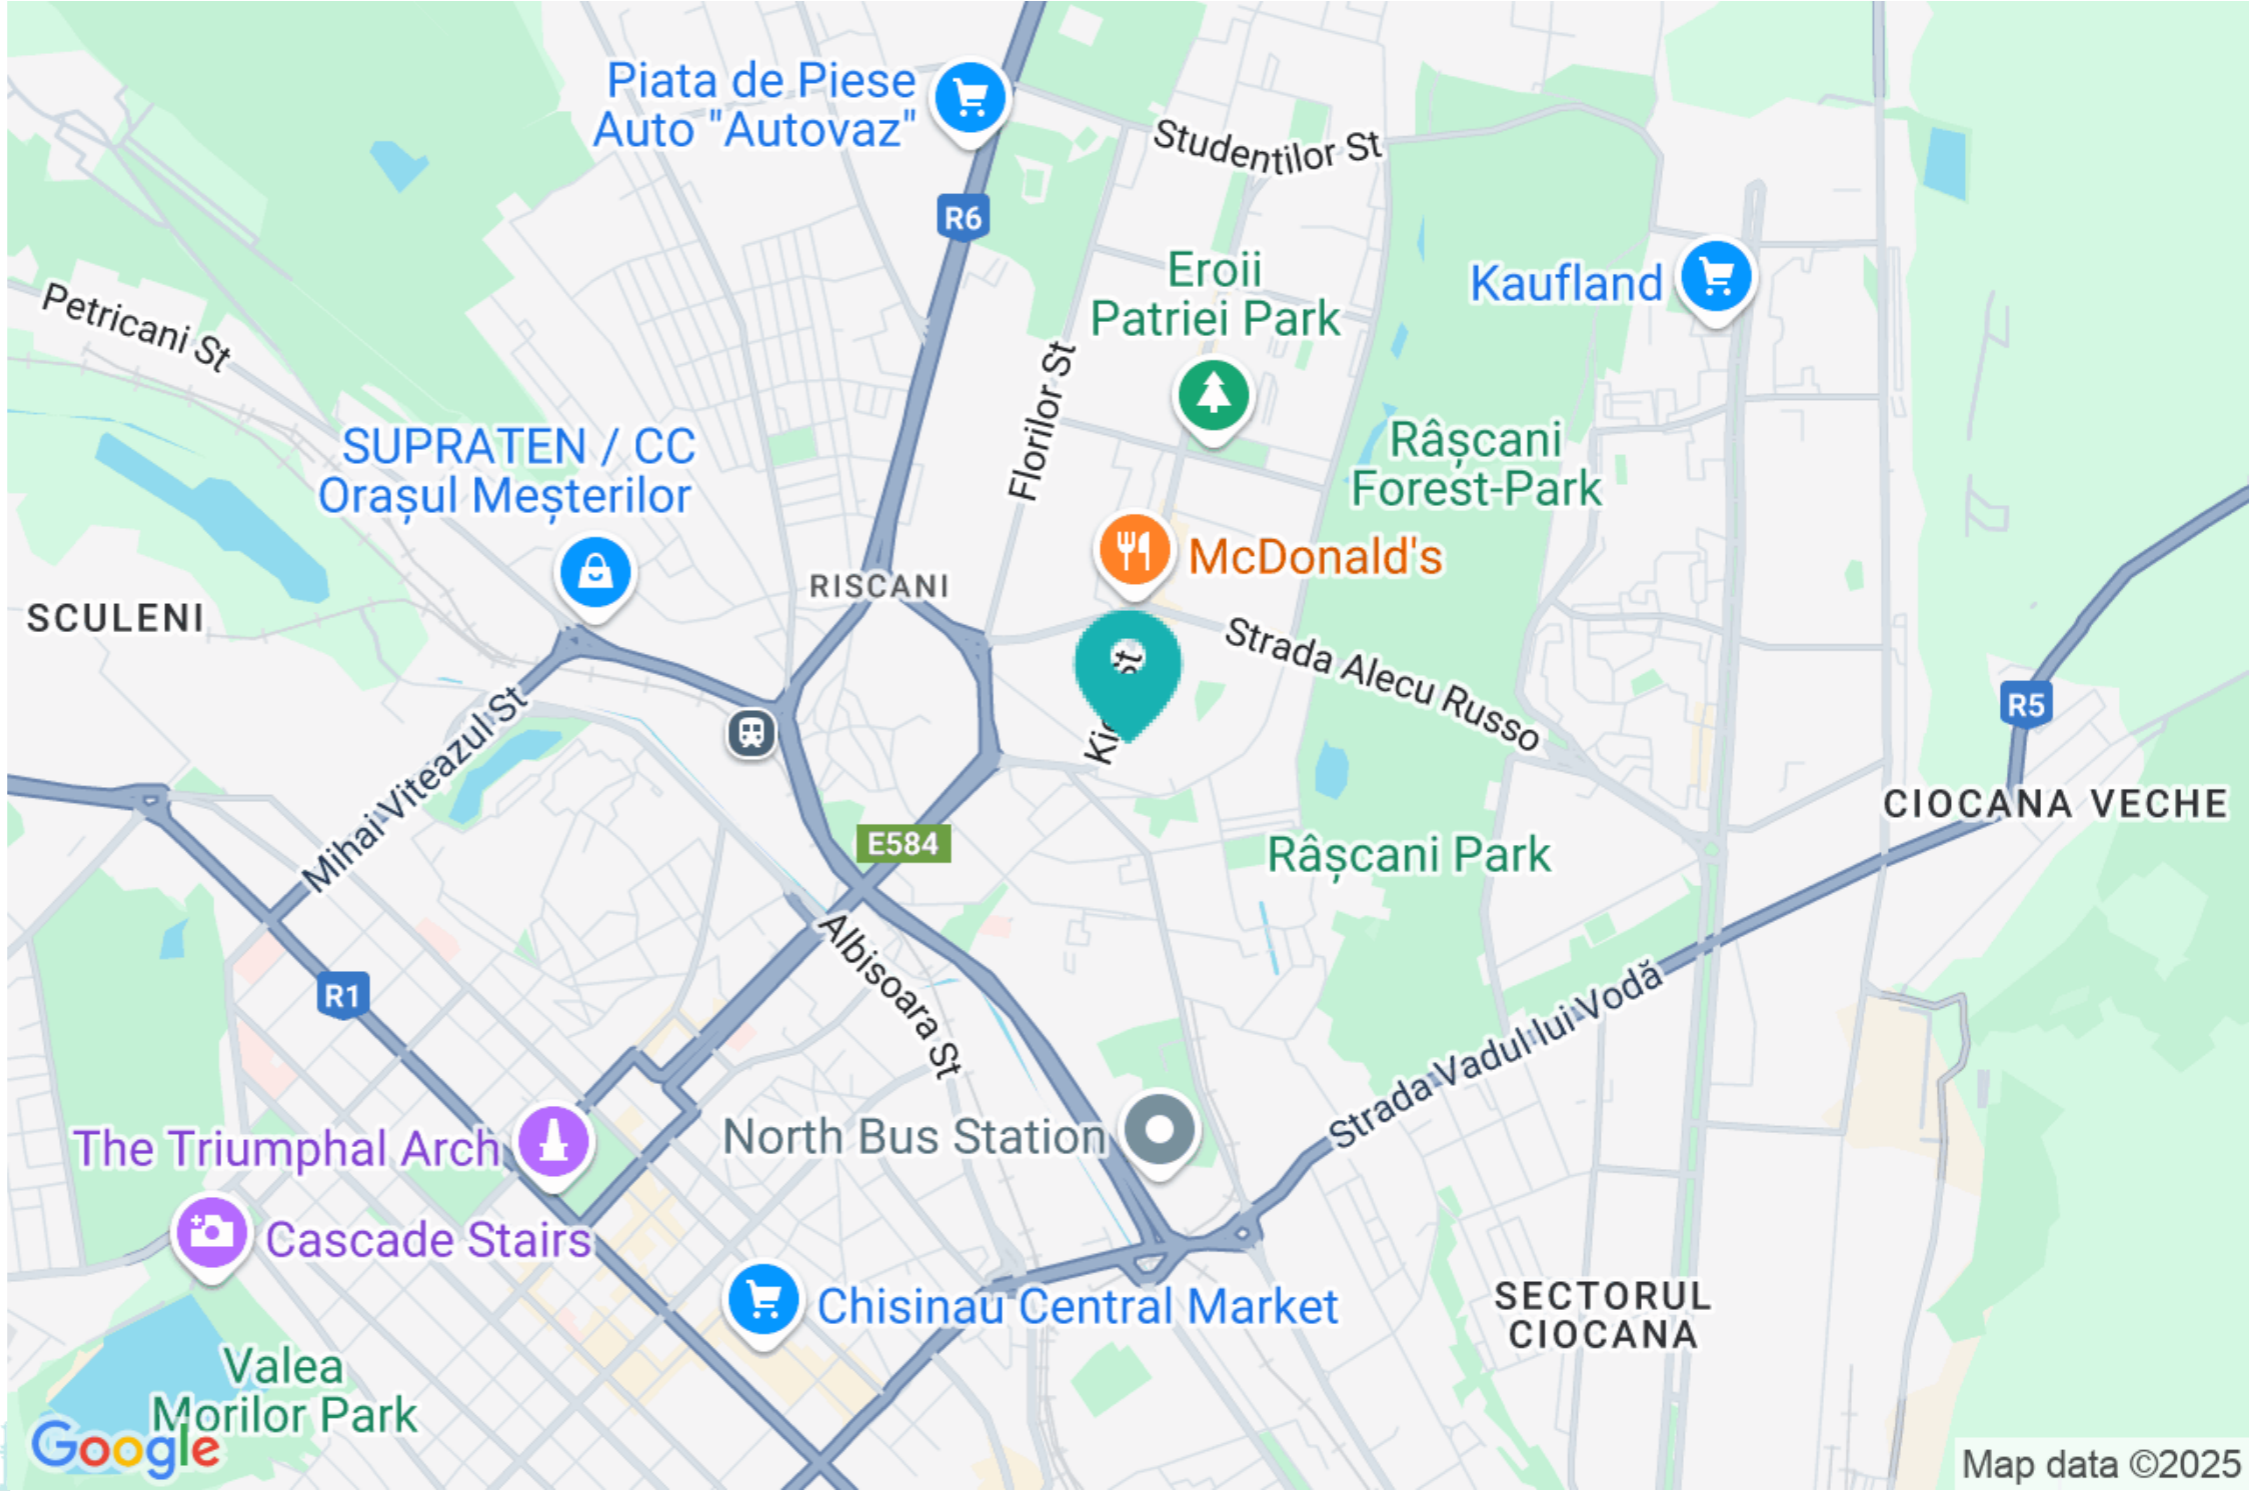 Piata de Piese
Auto "Autovaz"
Studentilor St
R6
Eroii
Patriei Park
Kaufland
Petricani St
Florilor St
SUPRATEN / CC
Orașul Meșterilor
Râșcani
Forest-Park
McDonald's
RISCANI
SCULENI
Strada Alecu Russo
R5
Mihai Viteazul St
St
CIOCANA VECHE
E584
Râșcani Park
Albisoara St
R1
Strada Vadul lui Vodă
North Bus Station
The Triumphal Arch
Cascade Stairs
Chisinau Central Market
SECTORUL
CIOCANA
Valea
Morilor Park
Google
Map data ©2025